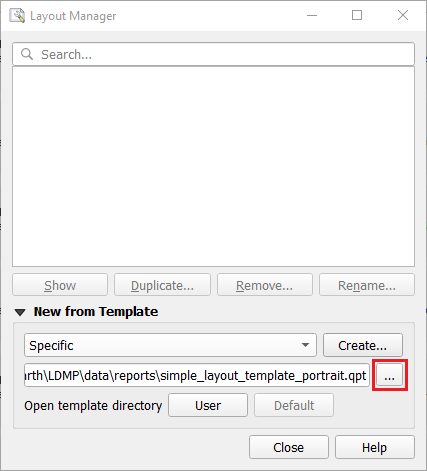 Layout Manager
Search...
Show Duplicate... Remove... Rename...
New from Template
Specific Create...
\LDMP\data\reports\simple_layout_template_portrait.qpt ...
Open template directory User Default
Close Help